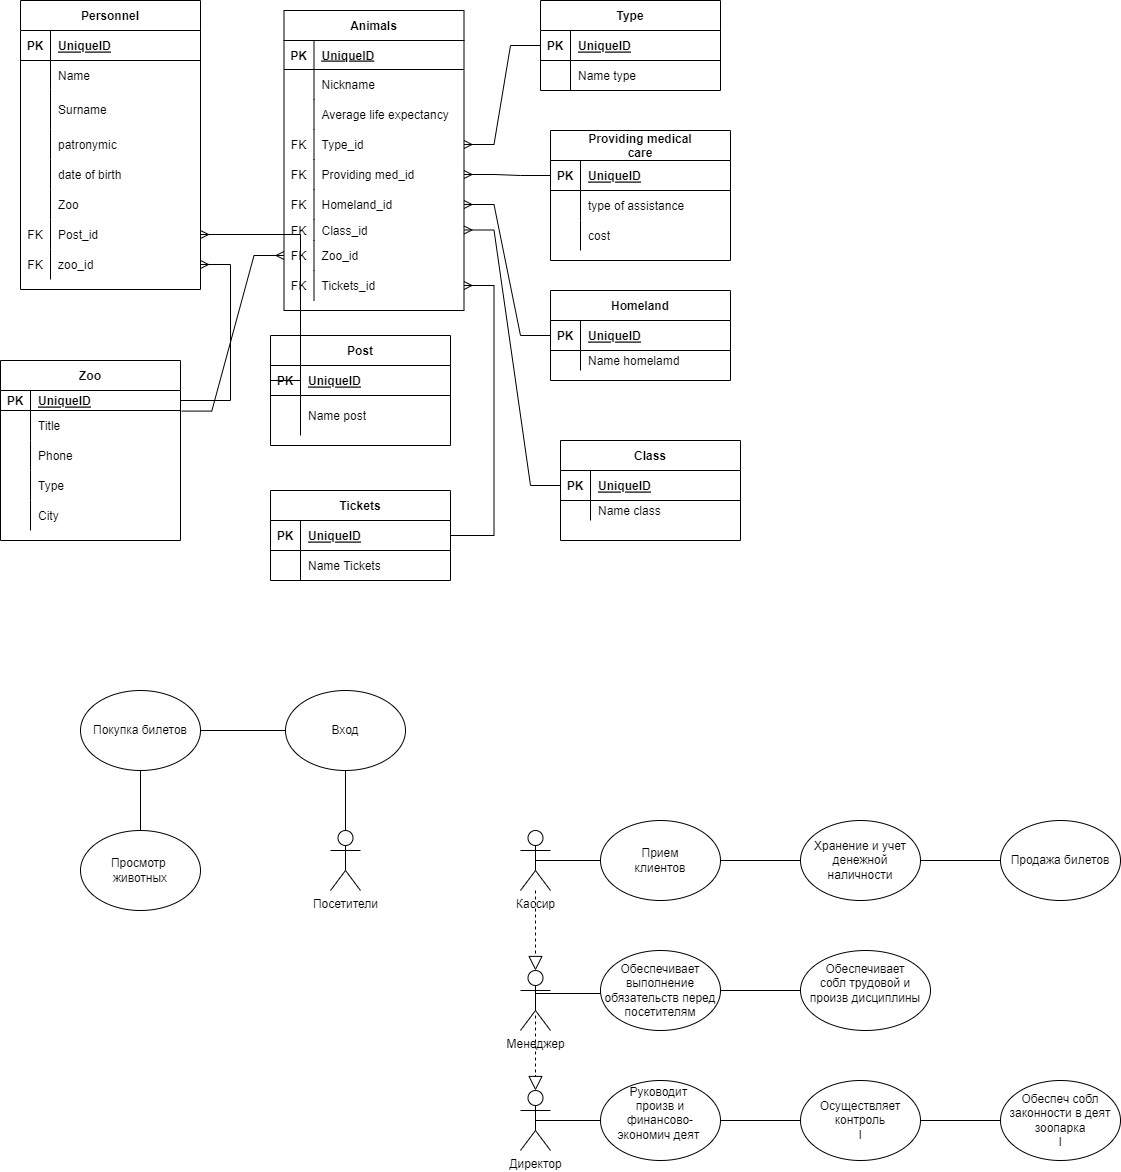 Personnel
PK UniqueID
Name
Surname
patronymic
date of birth
Zoo
FK Post_id
FK zoo_id
Animals
PK UniqueID
Nickname
Average life expectancy
FK Type_id
FK Providing med_id
FK Homeland_id
FK Class_id
FK Zoo_id
FK Tickets_id
Type
PK UniqueID
Name type
Providing medical
care
PK UniqueID
type of assistance
cost
Homeland
PK UniqueID
Name homelamd
Class
PK UniqueID
Name class
Zoo
PK UniqueID
Title
Phone
Type
City
Post
PK UniqueID
Name post
Tickets
PK UniqueID
Name Tickets
Покупка билетов
Вход
Просмотр
животных
Посетители
Кассир
Прием
клиентов
Хранение и учет
денежной
наличности
Продажа билетов
Менеджер
Обеспечивает
выполнение
обязательств перед
посетителям
Обеспечивает
собл трудовой и
произв дисциплины
Директор
Руководит
произв и
финансово-
экономич деят
Осуществляет
контроль
l
Обеспеч собл
законности в деят
зоопарка
l